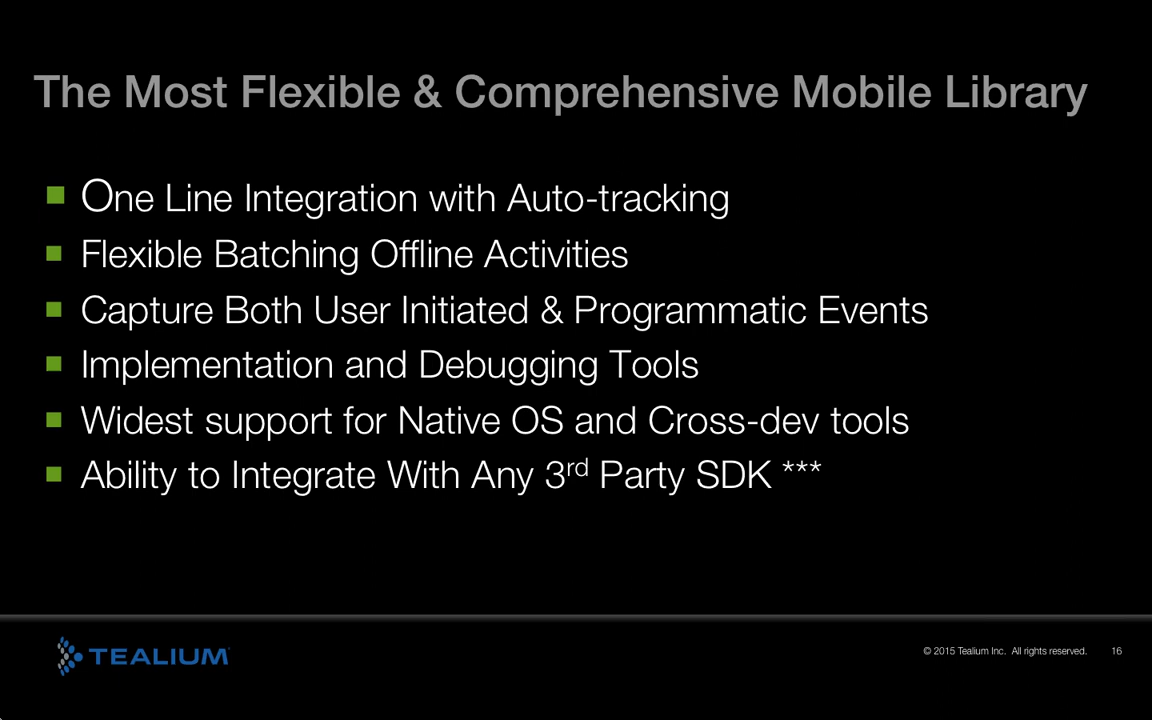 The Most Flexible & Comprehensive Mobile Library
One Line Integration with Auto-tracking
Flexible Batching Offline Activities
Capture Both User Initiated & Programmatic Events
Implementation and Debugging Tools
Widest support for Native OS and Cross-dev tools
Ability to Integrate With Any 3rd Party SDK ***
TEALIUM
© 2015 Tealium Inc. All rights reserved. 16